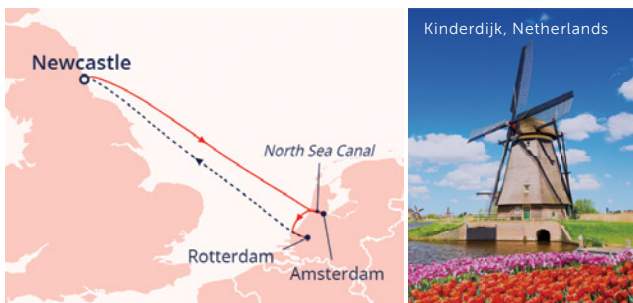 Newcastle
North Sea Canal
Rotterdam
Amsterdam
Kinderdijk, Netherlands